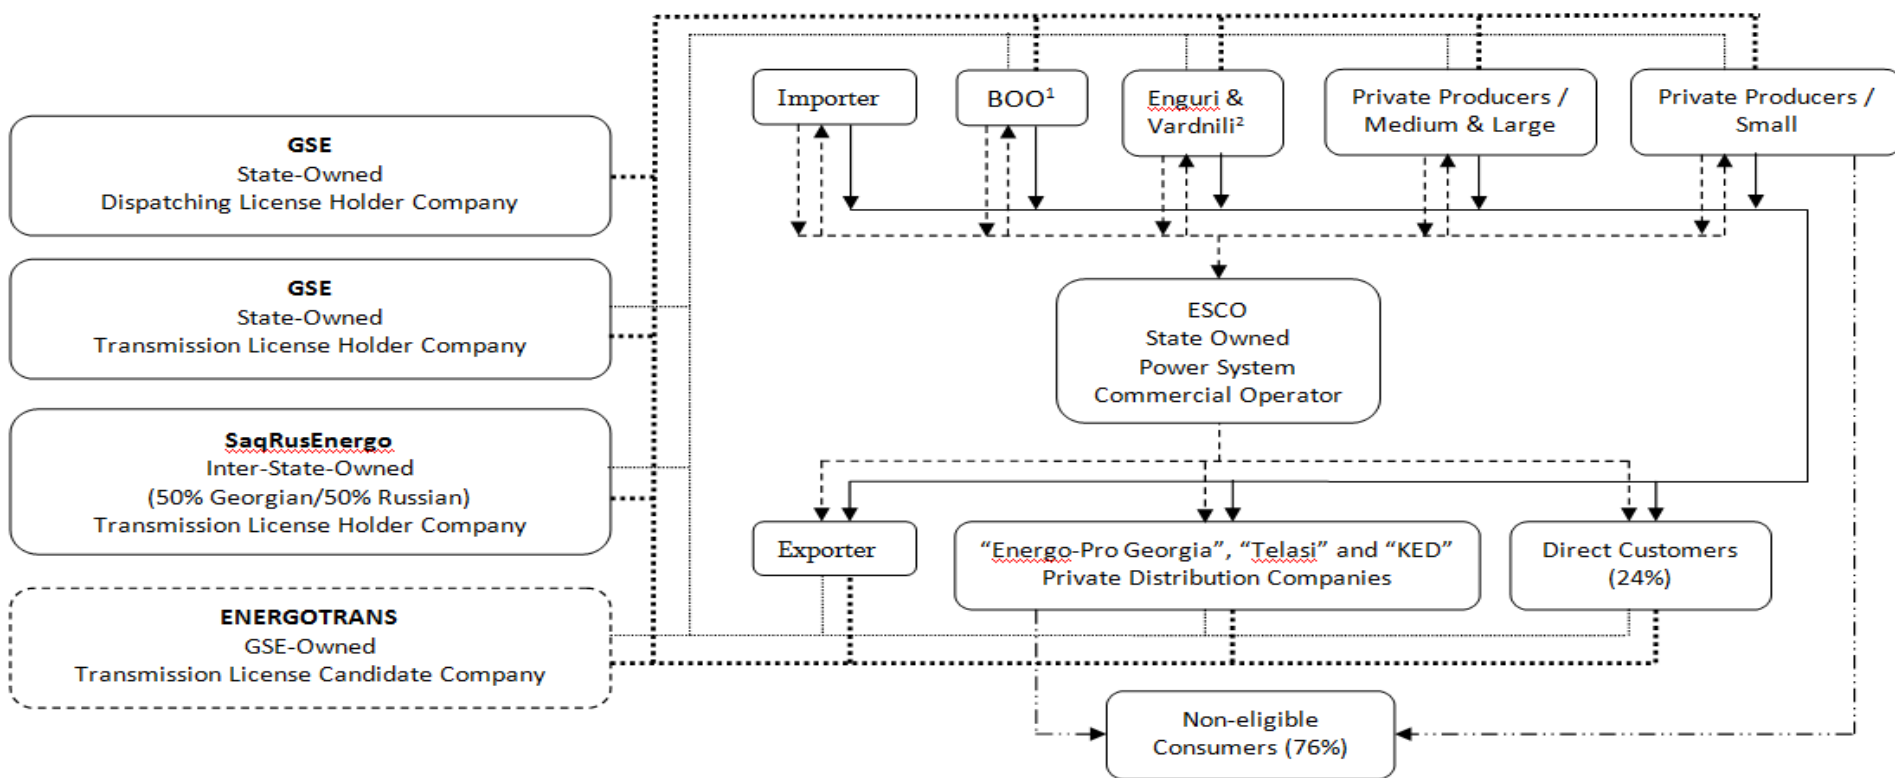 GSE
State-Owned
Dispatching License Holder Company
GSE
State-Owned
Transmission License Holder Company
SaqRusEnergo
Inter-State-Owned
(50% Georgian/50% Russian)
Transmission License Holder Company
ENERGOTRANS
GSE-Owned
Transmission License Candidate Company
Importer
BOO¹
Enguri &
Vardnili²
Private Producers /
Medium & Large
Private Producers /
Small
ESCO
State Owned
Power System
Commercial Operator
Exporter
“Energo-Pro Georgia”, “Telasi” and “KED”
Private Distribution Companies
Direct Customers
(24%)
Non-eligible
Consumers (76%)